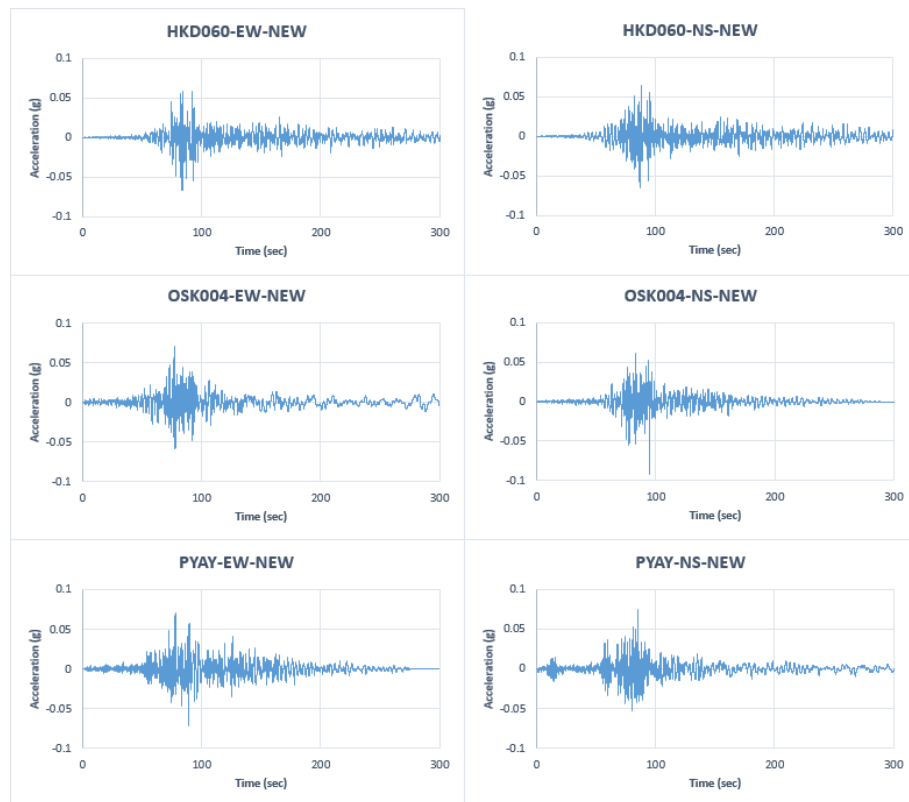 HKD060-EW-NEW
0.1
0.05
0
-0.05
-0.1
Acceleration (g)
0 100 200 300
Time (sec)
HKD060-NS-NEW
0.1
0.05
0
-0.05
-0.1
Acceleration (g)
0 100 200 300
Time (sec)
OSK004-EW-NEW
0.1
0.05
0
-0.05
-0.1
Acceleration (g)
0 100 200 300
Time (sec)
OSK004-NS-NEW
0.1
0.05
0
-0.05
-0.1
Acceleration (g)
0 100 200 300
Time (sec)
PYAY-EW-NEW
0.1
0.05
0
-0.05
-0.1
Acceleration (g)
0 100 200 300
Time (sec)
PYAY-NS-NEW
0.1
0.05
0
-0.05
-0.1
Acceleration (g)
0 100 200 300
Time (sec)